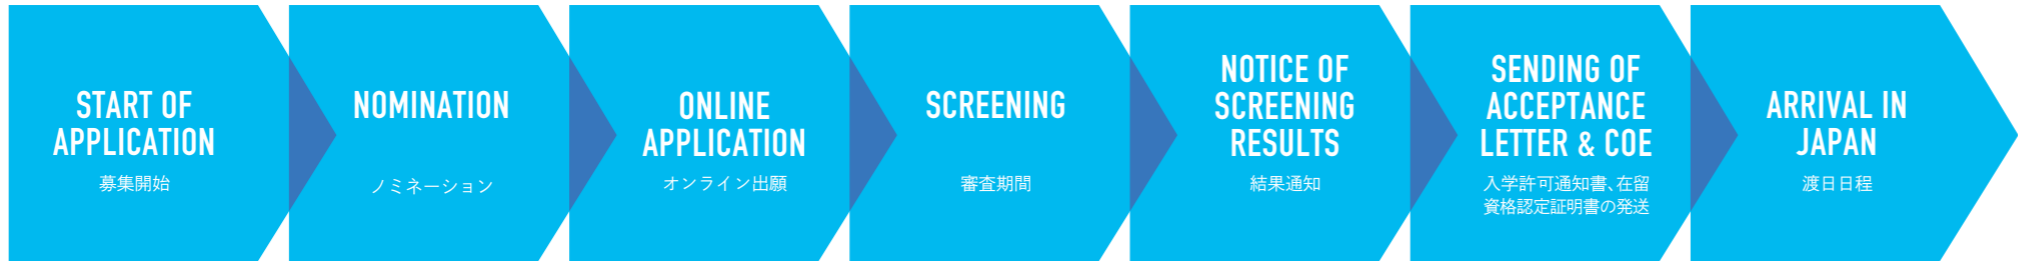 START OF
APPLICATION
募集開始
NOMINATION
ノミネーション
ONLINE
APPLICATION
オンライン出願
SCREENING
審査期間
NOTICE OF
SCREENING
RESULTS
結果通知
SENDING OF
ACCEPTANCE
LETTER & COE
入学許可通知書、在留
資格認定証明書の発送
ARRIVAL IN
JAPAN
渡日日程